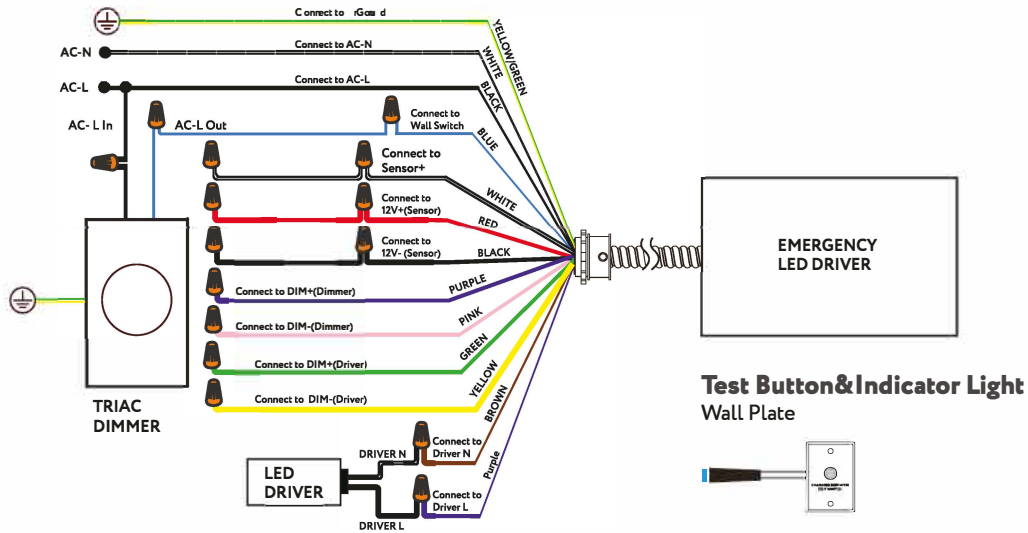 Connect to rGoud
YELLOW/GREEN
AC-N
Connect to AC-N
WHITE
AC-L
Connect to AC-L
BLACK
AC- L In
AC-L Out
Connect to
Wall Switch
BLUE
Connect to
Sensor+
WHITE
Connect to
12V+(Sensor)
RED
Connect to
12V- (Sensor)
BLACK
Connect to DIM+(Dimmer)
PURPLE
Connect to DIM-(Dimmer)
PINK
Connect to DIM+(Driver)
GREEN
Connect to DIM-(Driver)
YELLOW
TRIAC
DIMMER
BROWN
DRIVER N
Connect to
Driver N
Purple
LED
DRIVER
Connect to
Driver L
DRIVER L
EMERGENCY
LED DRIVER
Test Button&Indicator Light
Wall Plate